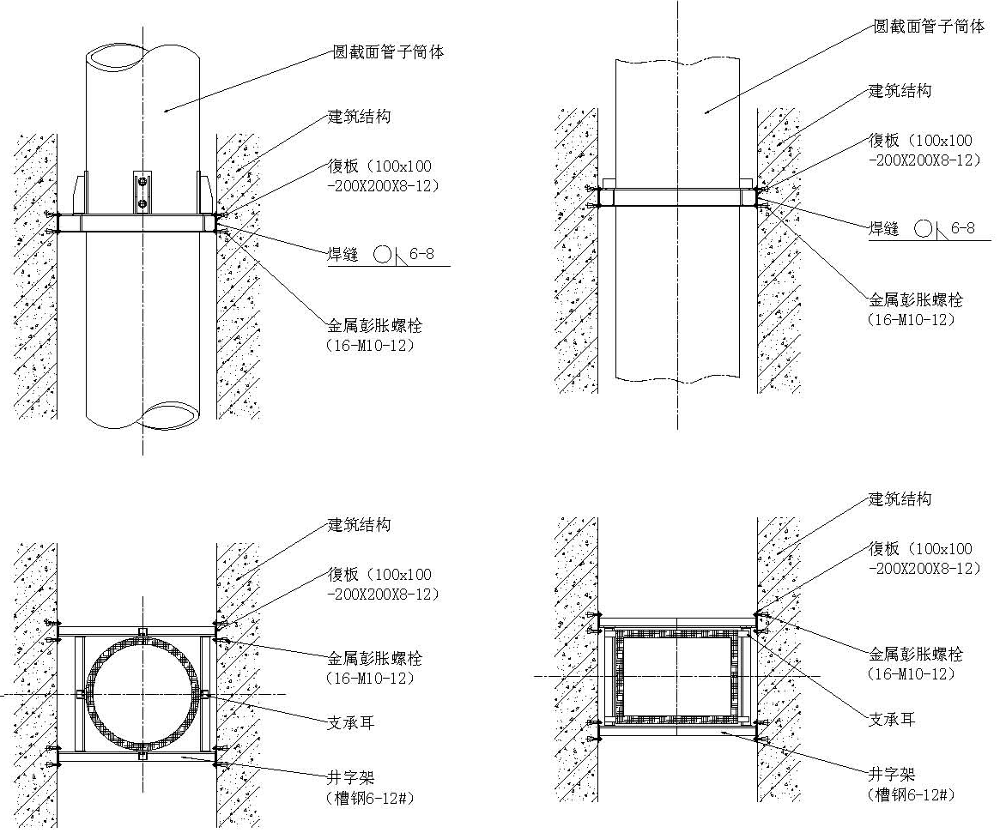 圆截面管子筒体
建筑结构
復板（100x100
-200X200X8-12）
焊缝 6-8
金属彭胀螺栓
（16-M10-12）
圆截面管子筒体
建筑结构
復板（100x100
-200X200X8-12）
焊缝 6-8
金属彭胀螺栓
（16-M10-12）
建筑结构
復板（100x100
-200X200X8-12）
金属彭胀螺栓
（16-M10-12）
支承耳
井字架
（槽钢6-12#）
建筑结构
復板（100x100
-200X200X8-12）
金属彭胀螺栓
（16-M10-12）
支承耳
井字架
（槽钢6-12#）